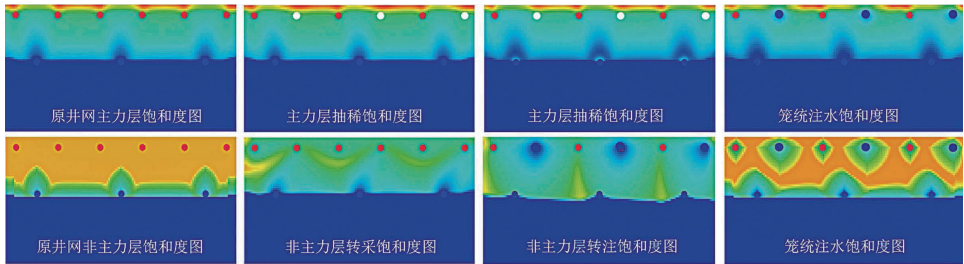 原井网主力层饱和度图
主力层抽稀饱和度图
主力层抽稀饱和度图
笼统注水饱和度图
原井网非主力层饱和度图
非主力层转采饱和度图
非主力层转注饱和度图
笼统注水饱和度图